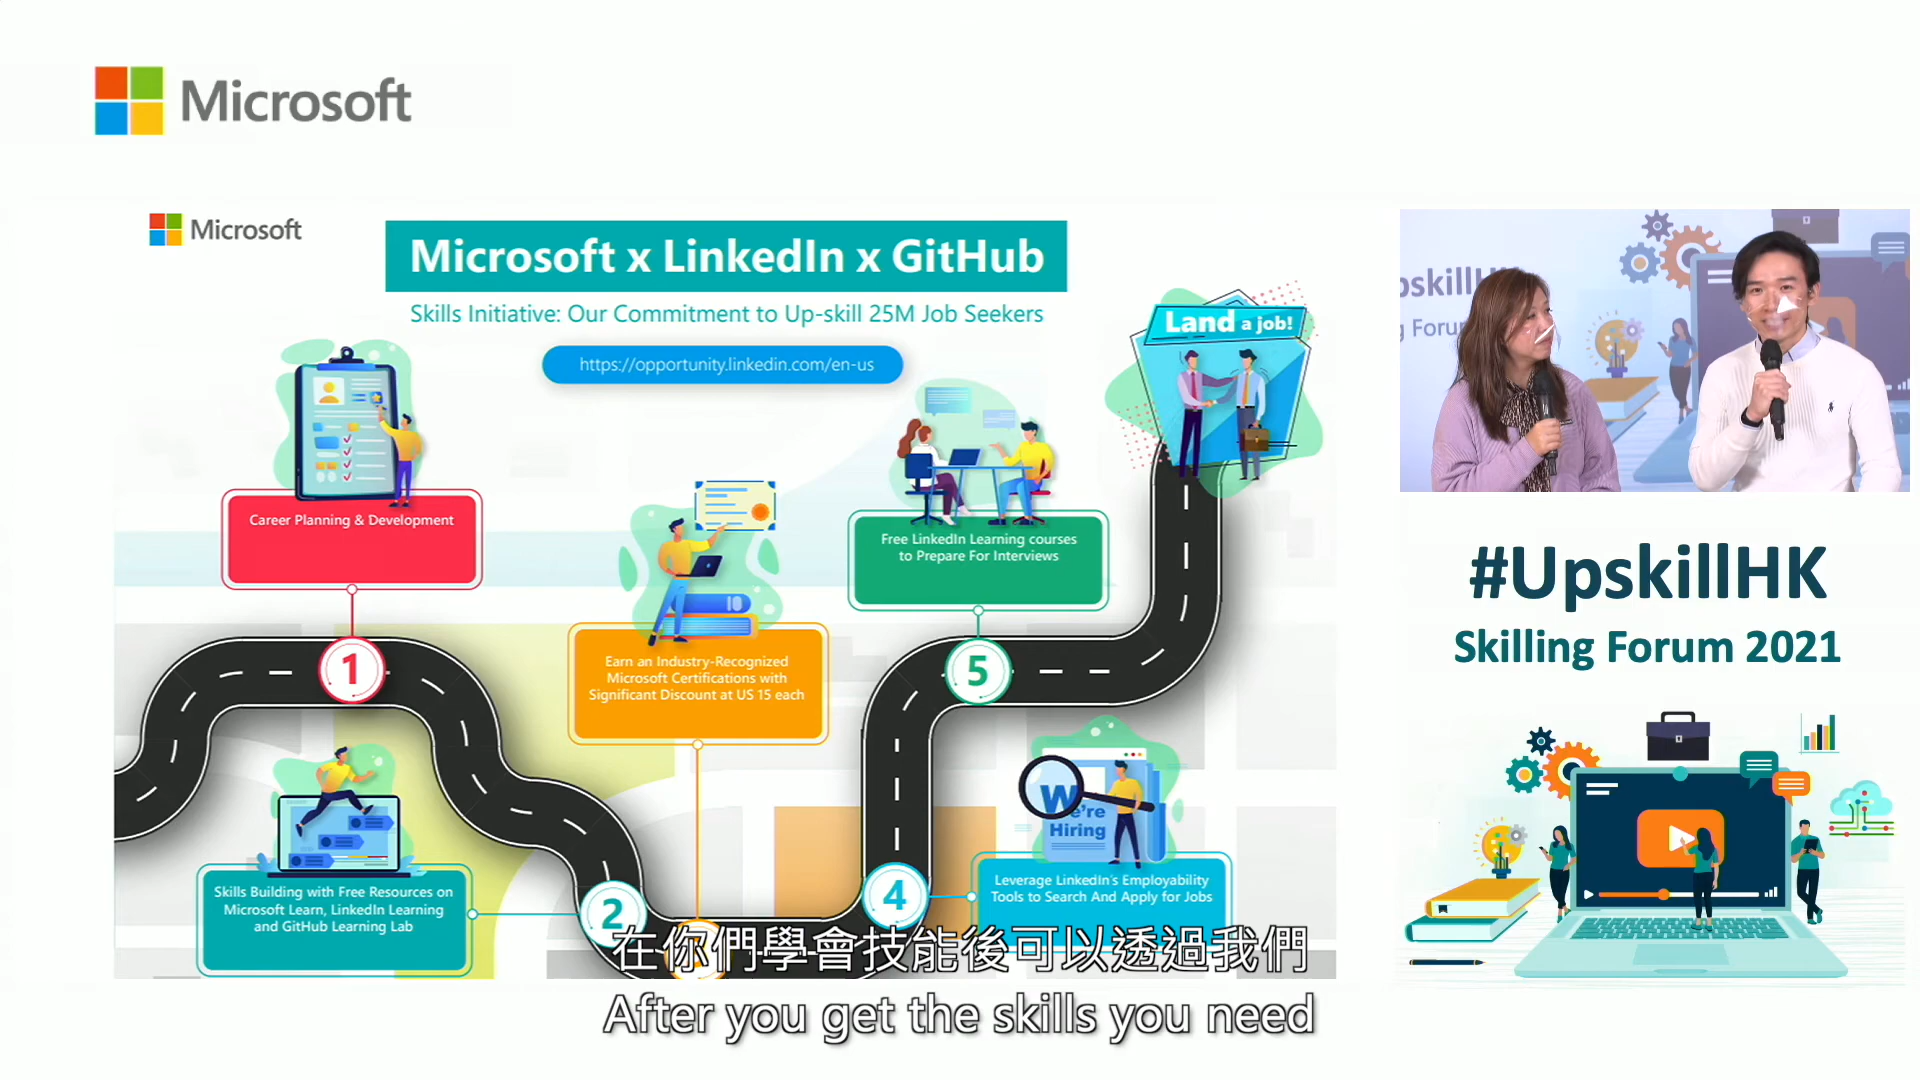 Microsoft
Microsoft
Microsoft x LinkedIn x GitHub
Skills Initiative: Our Commitment to Up-skill 25M Job Seekers
https://opportunity.linkedin.com/en-us
Land a job!
Career Planning & Development
Free LinkedIn Learning courses
to Prepare For Interviews
Earn an Industry-Recognized
Microsoft Certifications with
Significant Discount at US 15 each
1
5
We're
Hiring
Skills Building with Free Resources on
Microsoft Learn, LinkedIn Learning
and GitHub Learning Lab
2
4
Leverage LinkedIn's Employability
Tools to Search And Apply for Jobs
在你們學會技能後可以透過我們
After you get the skills you need
#UpskillHK
Skilling Forum 2021